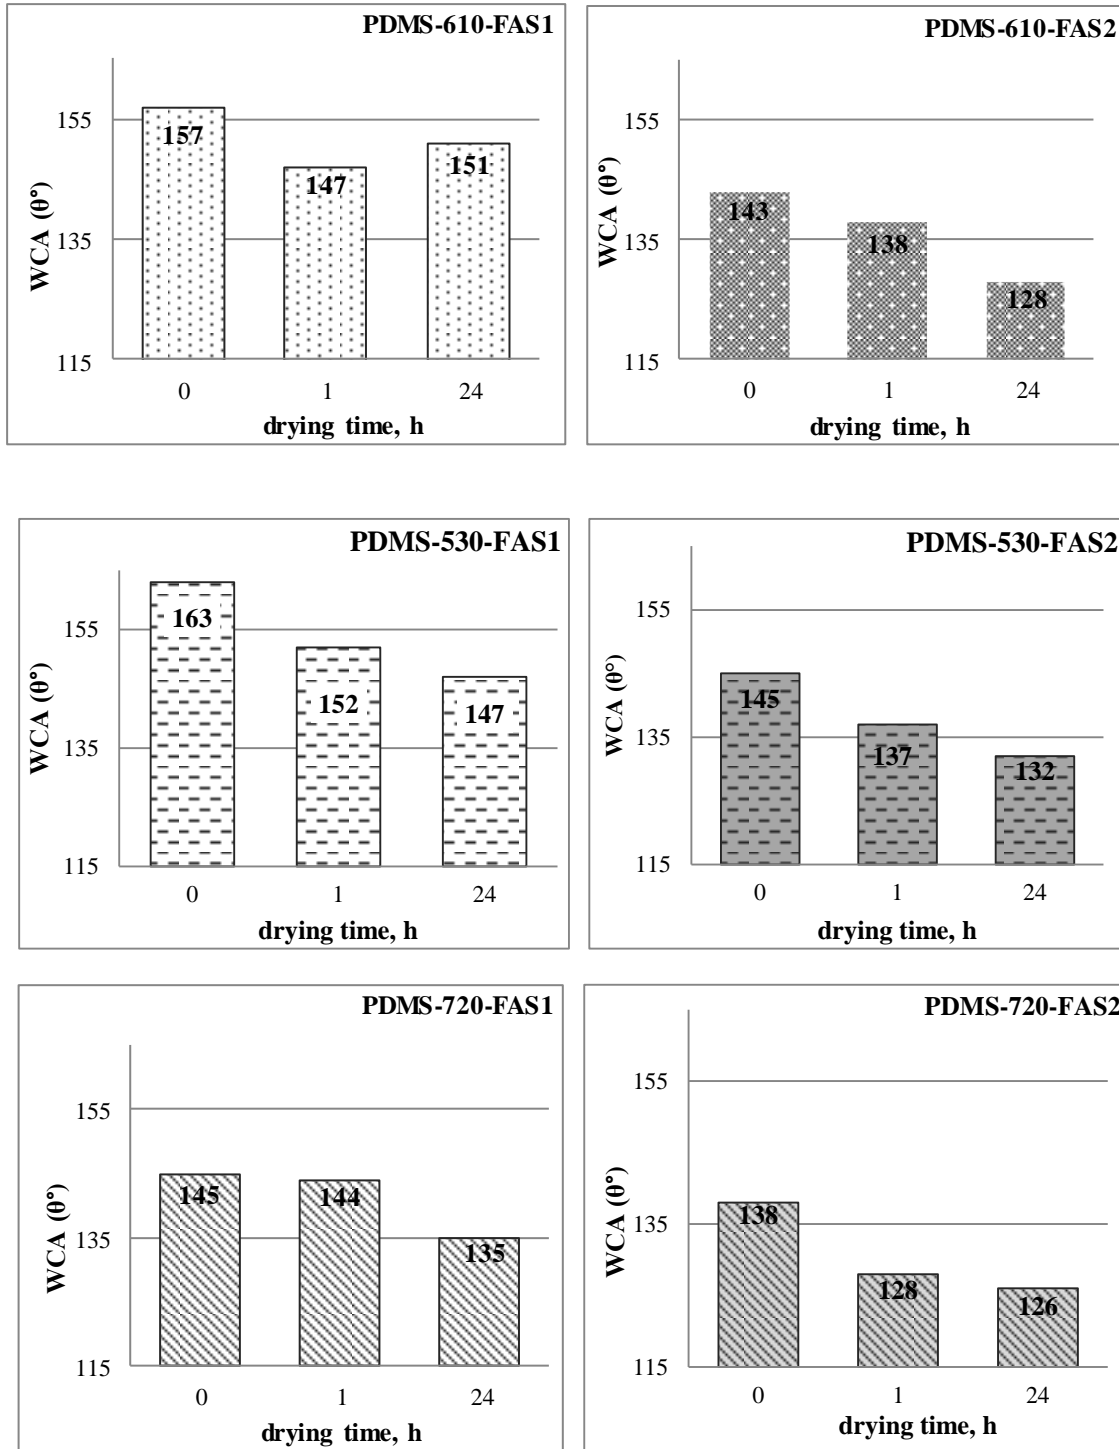 PDMS-610-FAS1
WCA (θ°)
155
135
115
157
147
151
0 1 24
drying time, h
PDMS-610-FAS2
WCA (θ°)
155
135
115
143
138
128
0 1 24
drying time, h
PDMS-530-FAS1
WCA (θ°)
155
135
115
163
152
147
0 1 24
drying time, h
PDMS-530-FAS2
WCA (θ°)
155
135
115
145
137
132
0 1 24
drying time, h
PDMS-720-FAS1
WCA (θ°)
155
135
115
145
144
135
0 1 24
drying time, h
PDMS-720-FAS2
WCA (θ°)
155
135
115
138
128
126
0 1 24
drying time, h